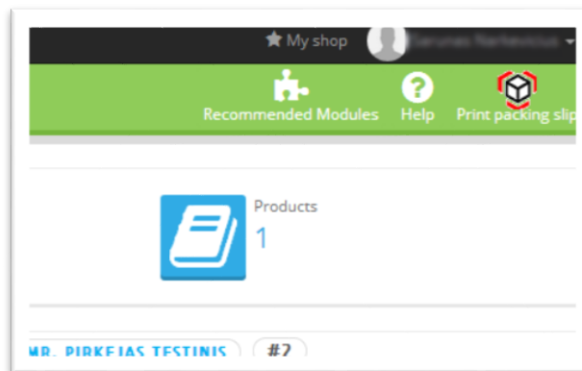 My shop
Recommended Modules Help Print packing slip
Products
1
MR. PIRKEJAS TESTINIS #2